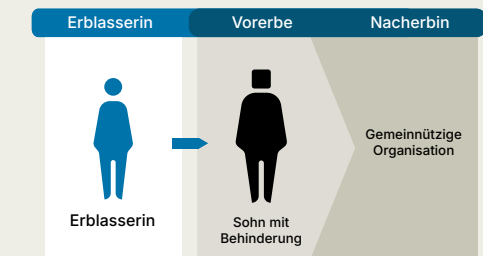 Erblasserin
Vorerbe
Nacherbin
Erblasserin
Sohn mit
Behinderung
Gemeinnützige
Organisation